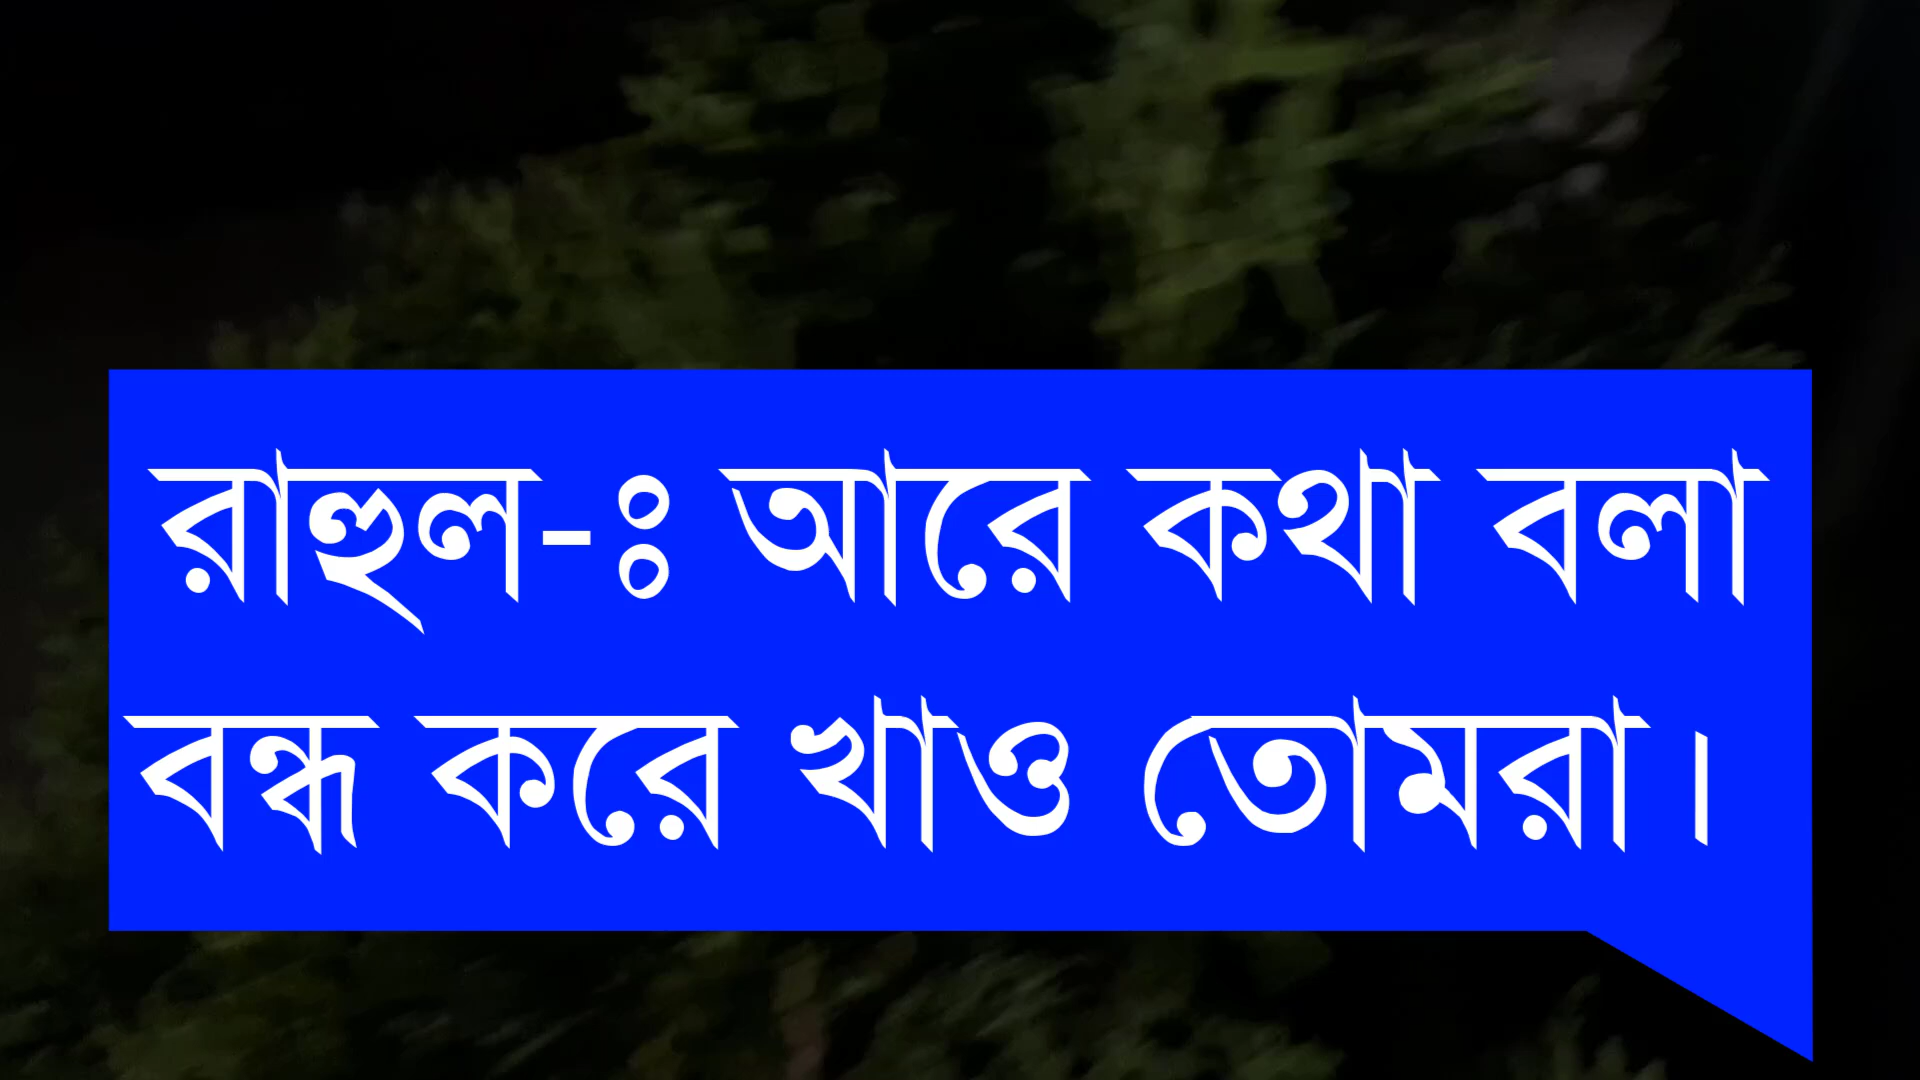 রাহুল-ঃ আরে কথা বলা
বন্ধ করে খাও তোমরা।